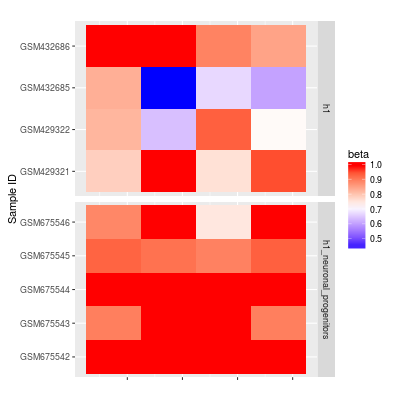 GSM432686
GSM432685
GSM429322
GSM429321
GSM675546
GSM675545
GSM675544
GSM675543
GSM675542
Sample ID
h1
h1_neuronal_progenitors
beta
1.0
0.9
0.8
0.7
0.6
0.5